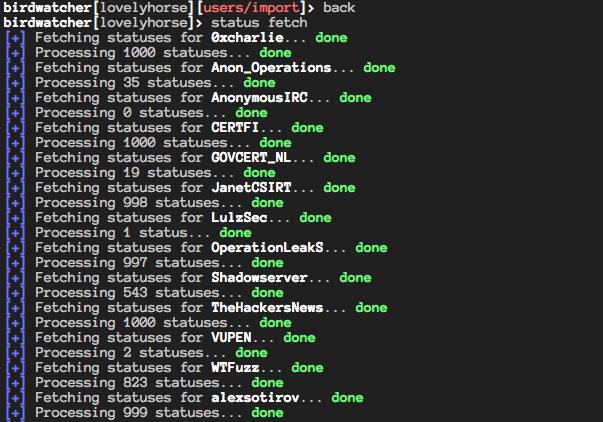 birdwatcher[lovelyhorse][users/import]> back
birdwatcher[lovelyhorse]> status fetch
[+] Fetching statuses for 0xcharlie... done
[+] Processing 1000 statuses... done
[+] Fetching statuses for Anon_Operations... done
[+] Processing 35 statuses... done
[+] Fetching statuses for AnonymousIRC... done
[+] Processing 0 statuses... done
[+] Fetching statuses for CERTFI... done
[+] Processing 1000 statuses... done
[+] Fetching statuses for GOVCERT_NL... done
[+] Processing 19 statuses... done
[+] Fetching statuses for JanetCSIRT... done
[+] Processing 998 statuses... done
[+] Fetching statuses for LulzSec... done
[+] Processing 1 status... done
[+] Fetching statuses for OperationLeakS... done
[+] Processing 997 statuses... done
[+] Fetching statuses for Shadowserver... done
[+] Processing 543 statuses... done
[+] Fetching statuses for TheHackersNews... done
[+] Processing 1000 statuses... done
[+] Fetching statuses for VUPEN... done
[+] Processing 2 statuses... done
[+] Fetching statuses for WTFuzz... done
[+] Processing 823 statuses... done
[+] Fetching statuses for alexsotirov... done
[+] Processing 999 statuses... done